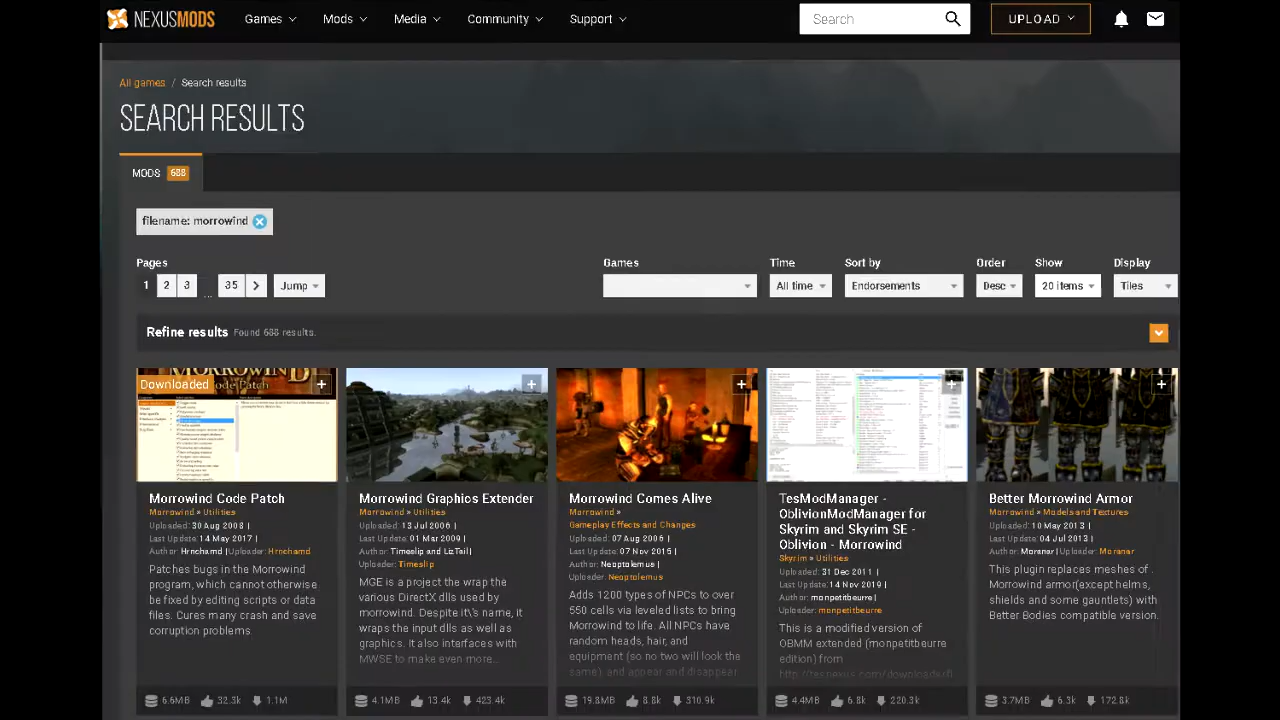 NEXUSMODS Games Mods Media Community Support Search UPLOAD
All games / Search results
SEARCH RESULTS
MODS 688
filename: morrowind
Pages Games Time Sort by Order Show Display
1 2 3 ... 35 Jump All time Endorsements Desc 20 items Tiles
Refine results Found 688 results.
Downloaded
Code Patch
Morrowind Code Patch
Morrowind » Utilities
Uploaded: 30 Aug 2008 |
Last Update: 14 May 2017 |
Author: Hrnchamd |Uploader: Hrnchamd
Patches bugs in the Morrowind
program, which cannot otherwise
be fixed by editing scripts or data
files. Cures many crash and save
corruption problems.
6.6MB 32.3k 1.1M
Morrowind Graphics Extender
Morrowind » Utilities
Uploaded: 13 Jul 2006 |
Last Update: 01 Mar 2009 |
Author: Timeslip and LizTail|
Uploader: Timeslip
MGE is a project the wrap the
various DirectX dlls used by
morrowind. Despite it\'s name, it
wraps the input dlls as well as
graphics. It also interfaces with
MWSE to make even more...
4.1MB 13.4k 423.4k
Morrowind Comes Alive
Morrowind »
Gameplay Effects and Changes
Uploaded: 07 Aug 2006 |
Last Update: 07 Nov 2016 |
Author: Neoptolemus |
Uploader: Neoptolemus
Adds 1200 types of NPCs to over
550 cells via leveled lists to bring
Morrowind to life. All NPCs have
random heads, hair, and
equipment (so no two will look the
same) and appear and disappear
19.8MB 8.8k 310.9k
TesModManager -
OblivionModManager for
Skyrim and Skyrim SE -
Oblivion - Morrowind
Skyrim » Utilities
Uploaded: 31 Dec 2011 |
Last Update: 14 Nov 2019 |
Author: monpetitbeurre |
Uploader: monpetitbeurre
This is a modified version of
OBMM extended (monpetitbeurre
edition) from
http://tesnexus.com/downloads/fi
4.4MB 6.8k 220.3k
Better Morrowind Armor
Morrowind » Models and Textures
Uploaded: 10 May 2013 |
Last Update: 04 Jul 2013 |
Author: Moranar |Uploader: Moranar
This plugin replaces meshes of .
Morrowind armor(except helms,
shields and some gauntlets) with
Better Bodies compatible version.
3.7MB 6.3k 172.8k